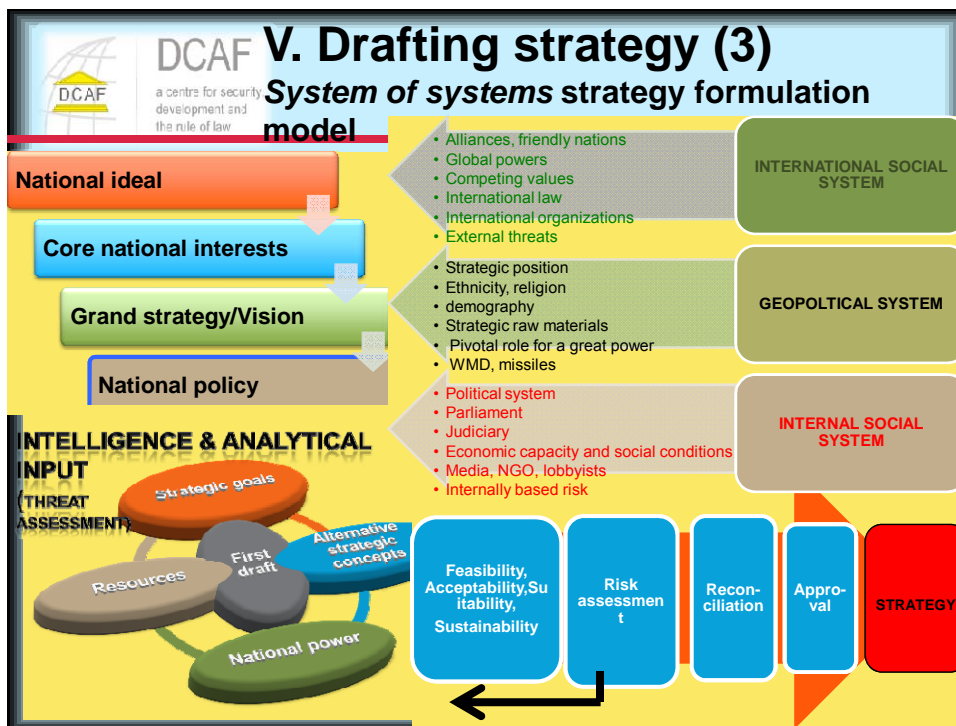 DCAF
DCAF
a centre for security,
development and
the rule of law
V. Drafting strategy (3)
System of systems strategy formulation
model
National ideal
Core national interests
Grand strategy/Vision
National policy
• Alliances, friendly nations
• Global powers
• Competing values
• International law
• International organizations
• External threats
INTERNATIONAL SOCIAL
SYSTEM
• Strategic position
• Ethnicity, religion
• demography
• Strategic raw materials
• Pivotal role for a great power
• WMD, missiles
GEOPOLTICAL SYSTEM
• Political system
• Parliament
• Judiciary
• Economic capacity and social conditions
• Media, NGO, lobbyists
• Internally based risk
INTERNAL SOCIAL
SYSTEM
INTELLIGENCE & ANALYTICAL
INPUT
(THREAT
ASSESSMENT)
Strategic goals
Alternative
strategic
concepts
First
draft
Resources
National power
Feasibility,
Acceptability,Su
itability,
Sustainability
Risk
assessmen
t
Recon-
ciliation
Appro-
val
STRATEGY